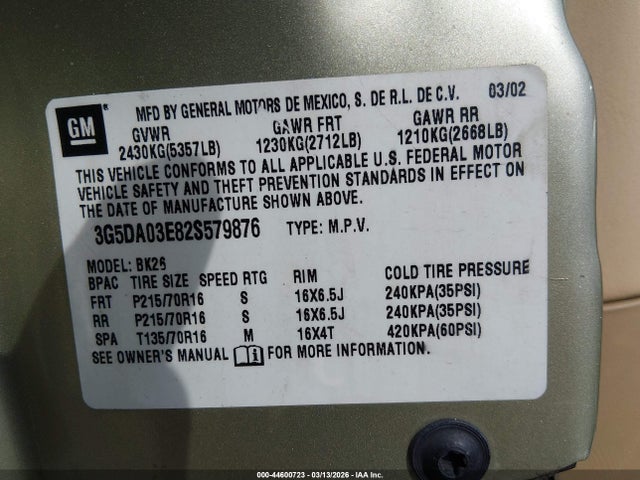 MFD BY GENERAL MOTORS DE MEXICO, S. DE R.L. DE C.V. 03/02
GM ®
GVWR GAWR FRT GAWR RR
2430KG(5357LB) 1230KG(2712LB) 1210KG(2668LB)
THIS VEHICLE CONFORMS TO ALL APPLICABLE U.S. FEDERAL MOTOR
VEHICLE SAFETY AND THEFT PREVENTION STANDARDS IN EFFECT ON
THE DATE OF MANUFACTURE SHOWN ABOVE.
3G5DA03E82S579876 TYPE: M.P.V.
MODEL: BK26
BPAC TIRE SIZE SPEED RTG RIM COLD TIRE PRESSURE
FRT P215/70R16 S 16X6.5J 240KPA(35PSI)
RR P215/70R16 S 16X6.5J 240KPA(35PSI)
SPA T135/70R16 M 16X4T 420KPA(60PSI)
SEE OWNER'S MANUAL i FOR MORE INFORMATION.
000-44600723 | 03/13/2026 | IAA Inc.